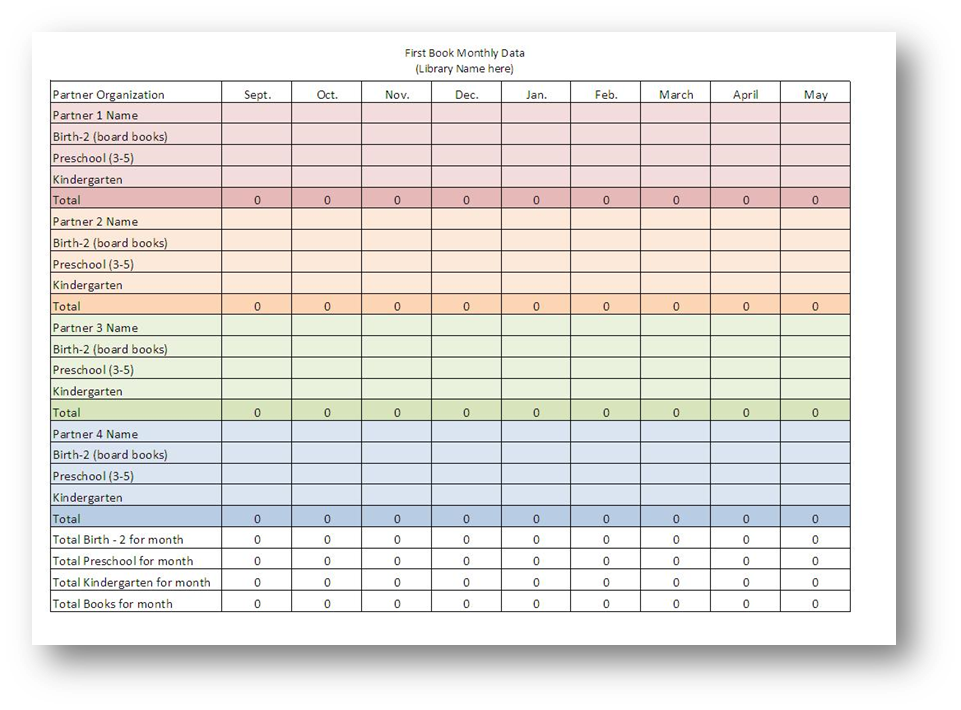 First Book Monthly Data
(Library Name here)
Partner Organization Sept. Oct. Nov. Dec. Jan. Feb. March April May
Partner 1 Name
Birth-2 (board books)
Preschool (3-5)
Kindergarten
Total 0 0 0 0 0 0 0 0 0
Partner 2 Name
Birth-2 (board books)
Preschool (3-5)
Kindergarten
Total 0 0 0 0 0 0 0 0 0
Partner 3 Name
Birth-2 (board books)
Preschool (3-5)
Kindergarten
Total 0 0 0 0 0 0 0 0 0
Partner 4 Name
Birth-2 (board books)
Preschool (3-5)
Kindergarten
Total 0 0 0 0 0 0 0 0 0
Total Birth - 2 for month 0 0 0 0 0 0 0 0 0
Total Preschool for month 0 0 0 0 0 0 0 0 0
Total Kindergarten for month 0 0 0 0 0 0 0 0 0
Total Books for month 0 0 0 0 0 0 0 0 0